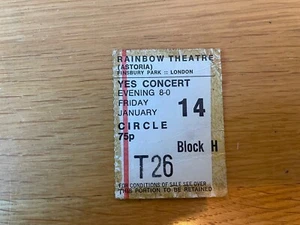 RAINBOW THEATRE
(ASTORIA)
FINSBURY PARK :: LONDON
YES CONCERT
EVENING 8-0
FRIDAY
JANUARY 14
CIRCLE
75p
Block H
T26
FOR CONDITIONS OF SALE SEE OVER
THIS PORTION TO BE RETAINED